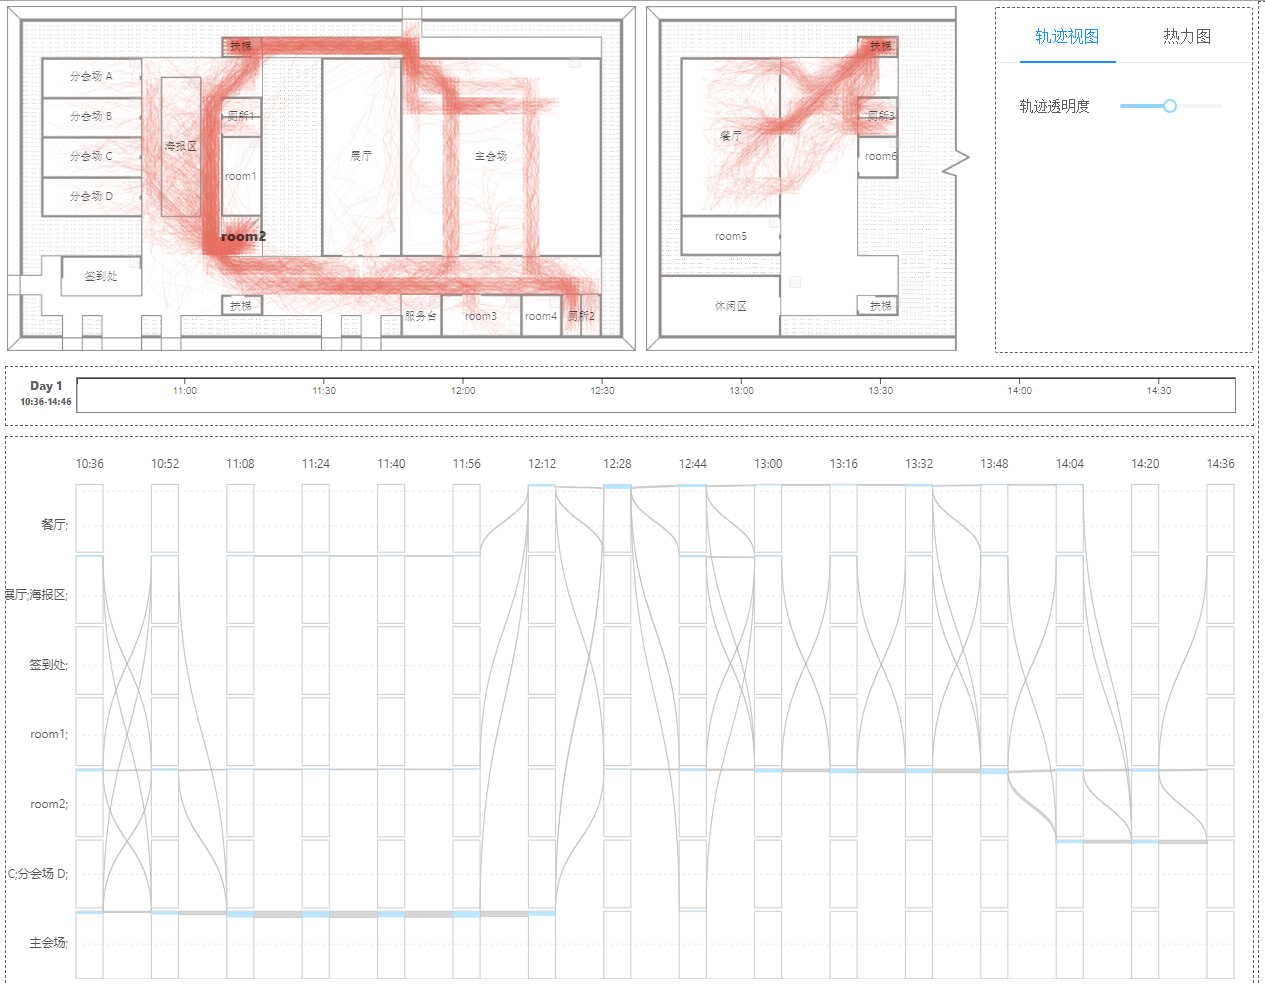 扶梯
分会场 A
分会场 B
分会场 C
分会场 D
海报区
厕所1
room1
room2
展厅
主会场
签到处
扶梯
服务台
room3
room4
厕所2
扶梯
餐厅
厕所3
room6
room5
休闲区
扶梯
轨迹视图
热力图
轨迹透明度
Day 1
10:36-14:46
11:00
11:30
12:00
12:30
13:00
13:30
14:00
14:30
10:36
10:52
11:08
11:24
11:40
11:56
12:12
12:28
12:44
13:00
13:16
13:32
13:48
14:04
14:20
14:36
餐厅;
展厅;海报区;
签到处;
room1;
room2;
C;分会场 D;
主会场;